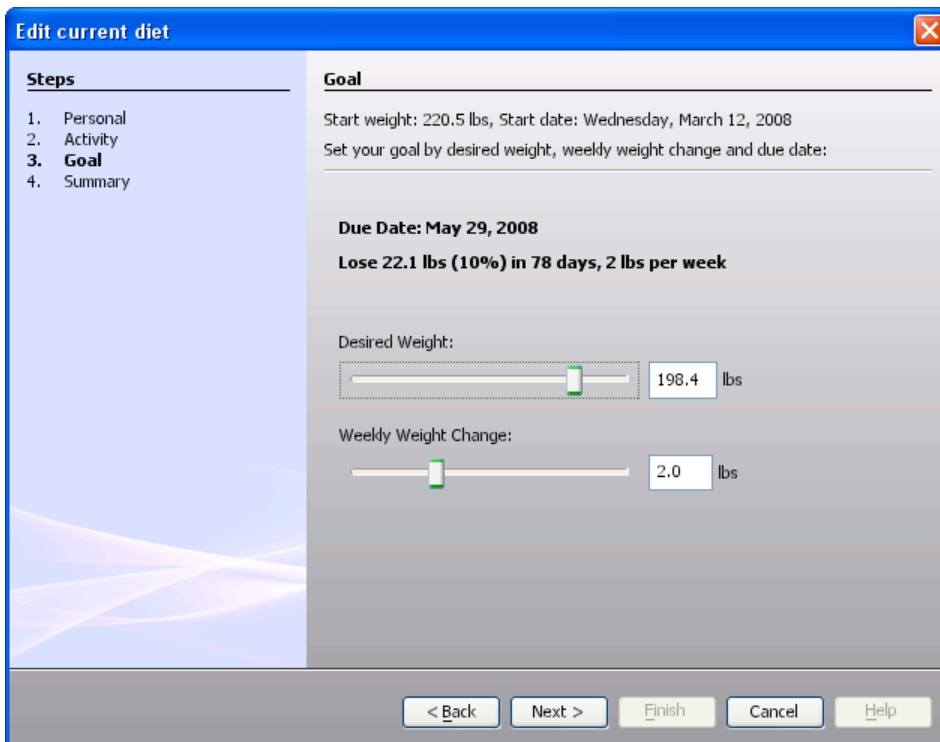 Edit current diet
Steps
1. Personal
2. Activity
3. Goal
4. Summary
Goal
Start weight: 220.5 lbs, Start date: Wednesday, March 12, 2008
Set your goal by desired weight, weekly weight change and due date:
Due Date: May 29, 2008
Lose 22.1 lbs (10%) in 78 days, 2 lbs per week
Desired Weight:
198.4 lbs
Weekly Weight Change:
2.0 lbs
< Back Next > Finish Cancel Help